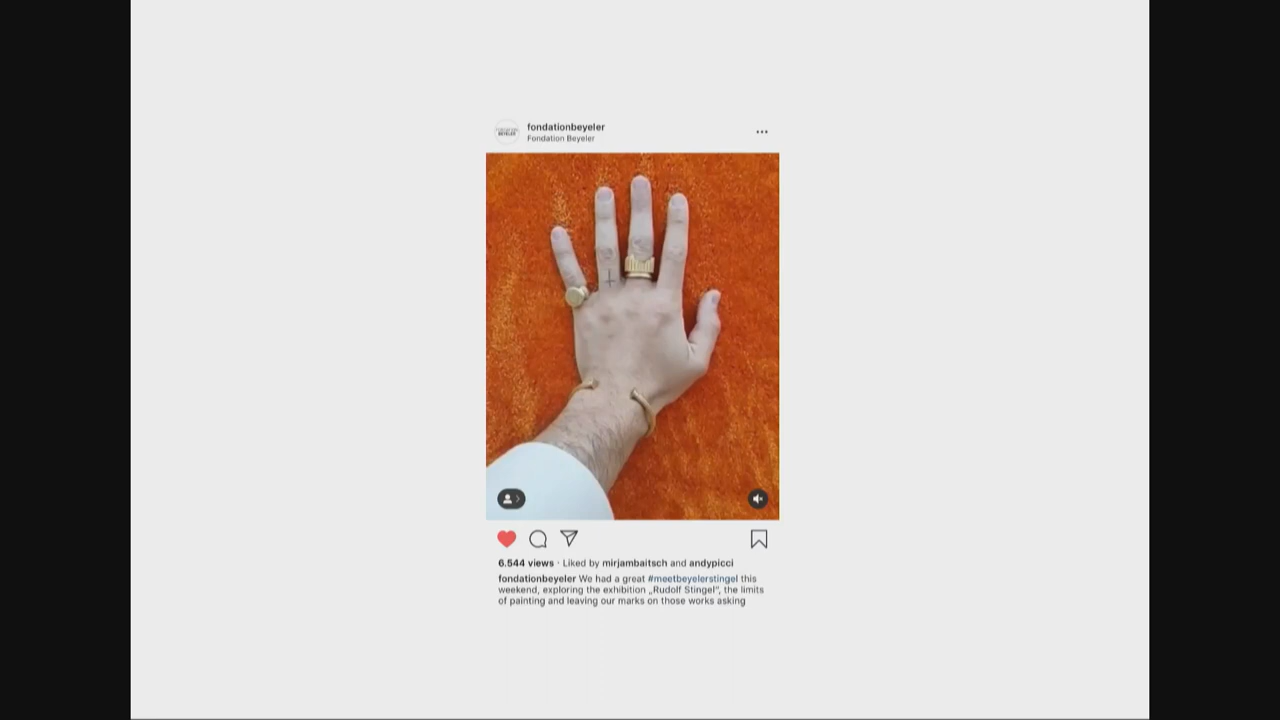 fondationbeyeler
Fondation Beyeler
6.544 views · Liked by mirjambaitsch and andypicci
fondationbeyeler We had a great #meetbeyelerstingel this
weekend, exploring the exhibition „Rudolf Stingel“, the limits
of painting and leaving our marks on those works asking